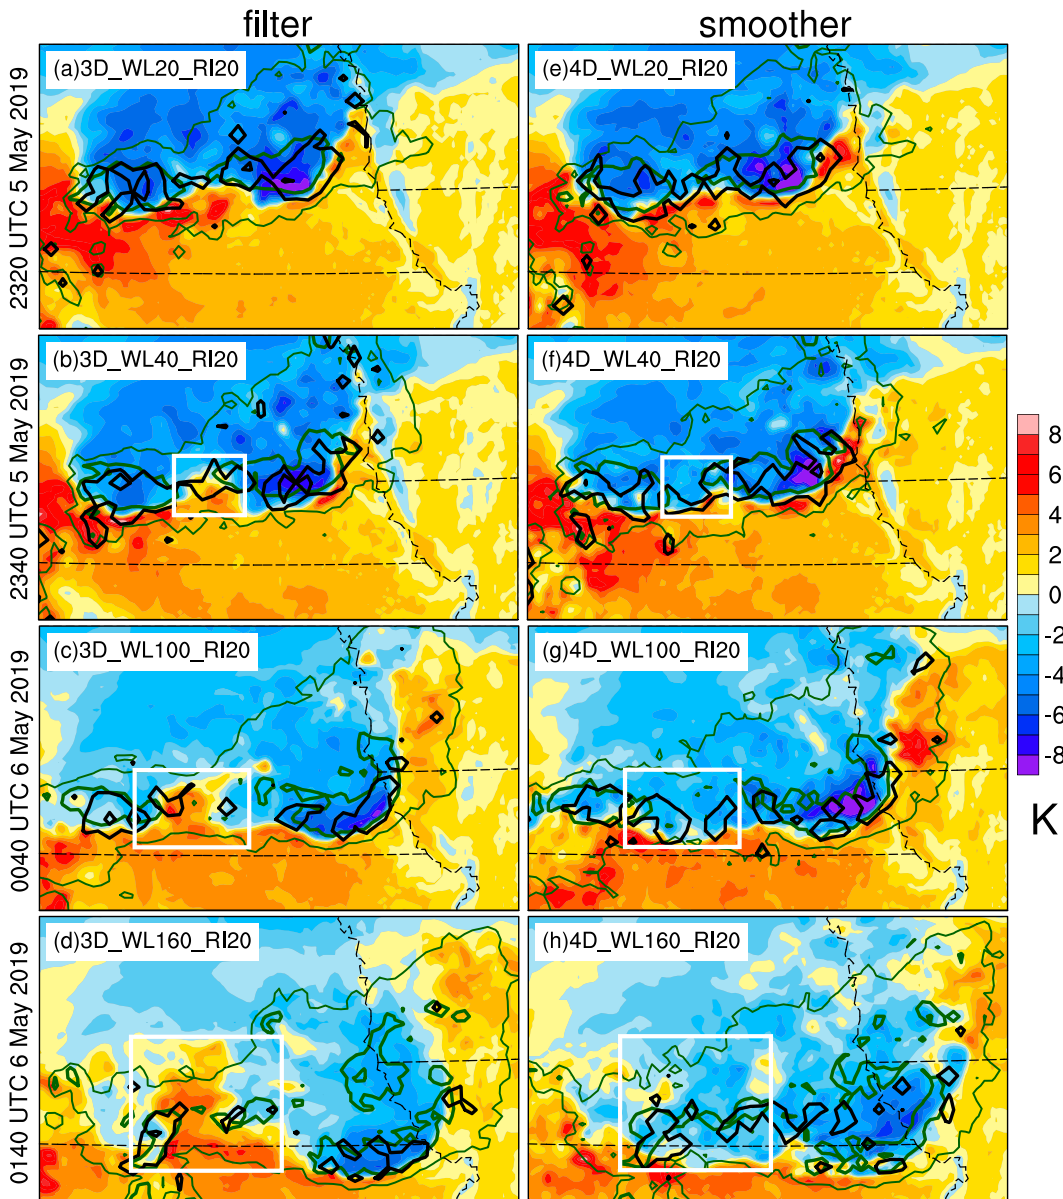 filter
smoother
2320 UTC 5 May 2019
(a)3D_WL20_RI20
(e)4D_WL20_RI20
2340 UTC 5 May 2019
(b)3D_WL40_RI20
(f)4D_WL40_RI20
0040 UTC 6 May 2019
(c)3D_WL100_RI20
(g)4D_WL100_RI20
0140 UTC 6 May 2019
(d)3D_WL160_RI20
(h)4D_WL160_RI20
8
6
4
2
0
-2
-4
-6
-8
K